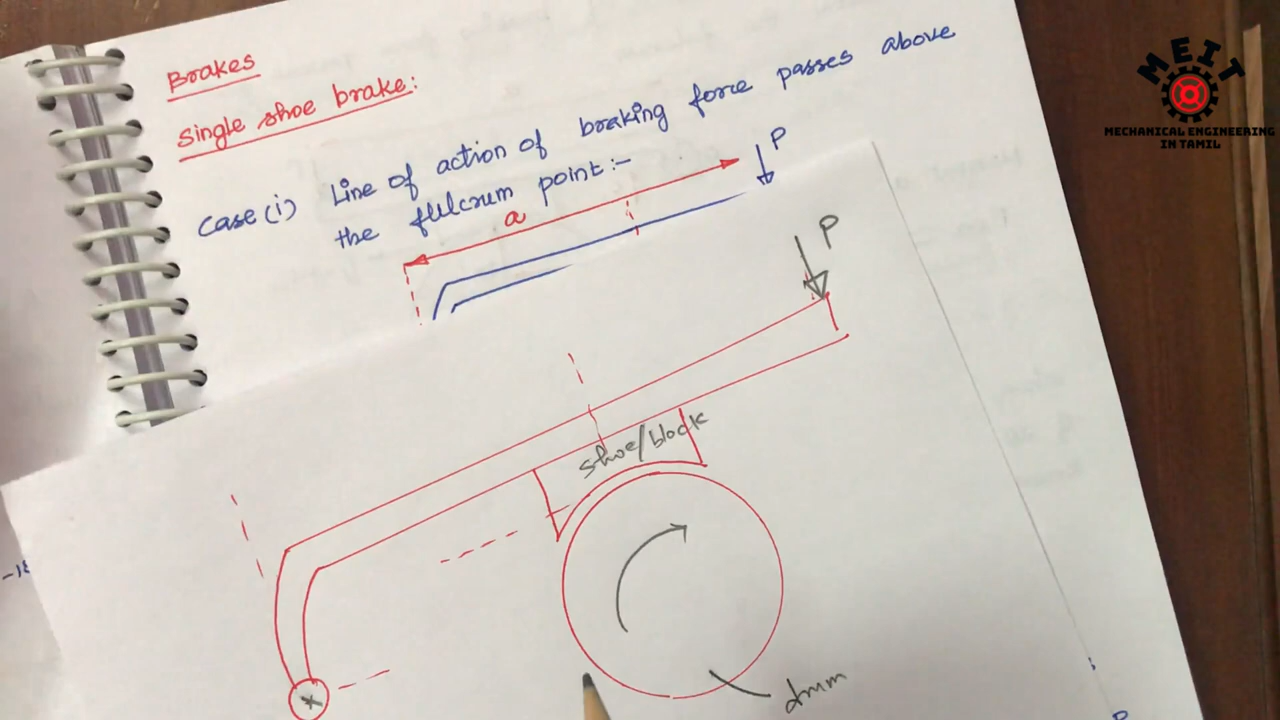 Brakes
Single shoe brake:
Case(i) Line of action of braking force passes above
the fulcrum point:-
a
P
P
shoe/block
drum
-18
MEIT
MECHANICAL ENGINEERING
IN TAMIL